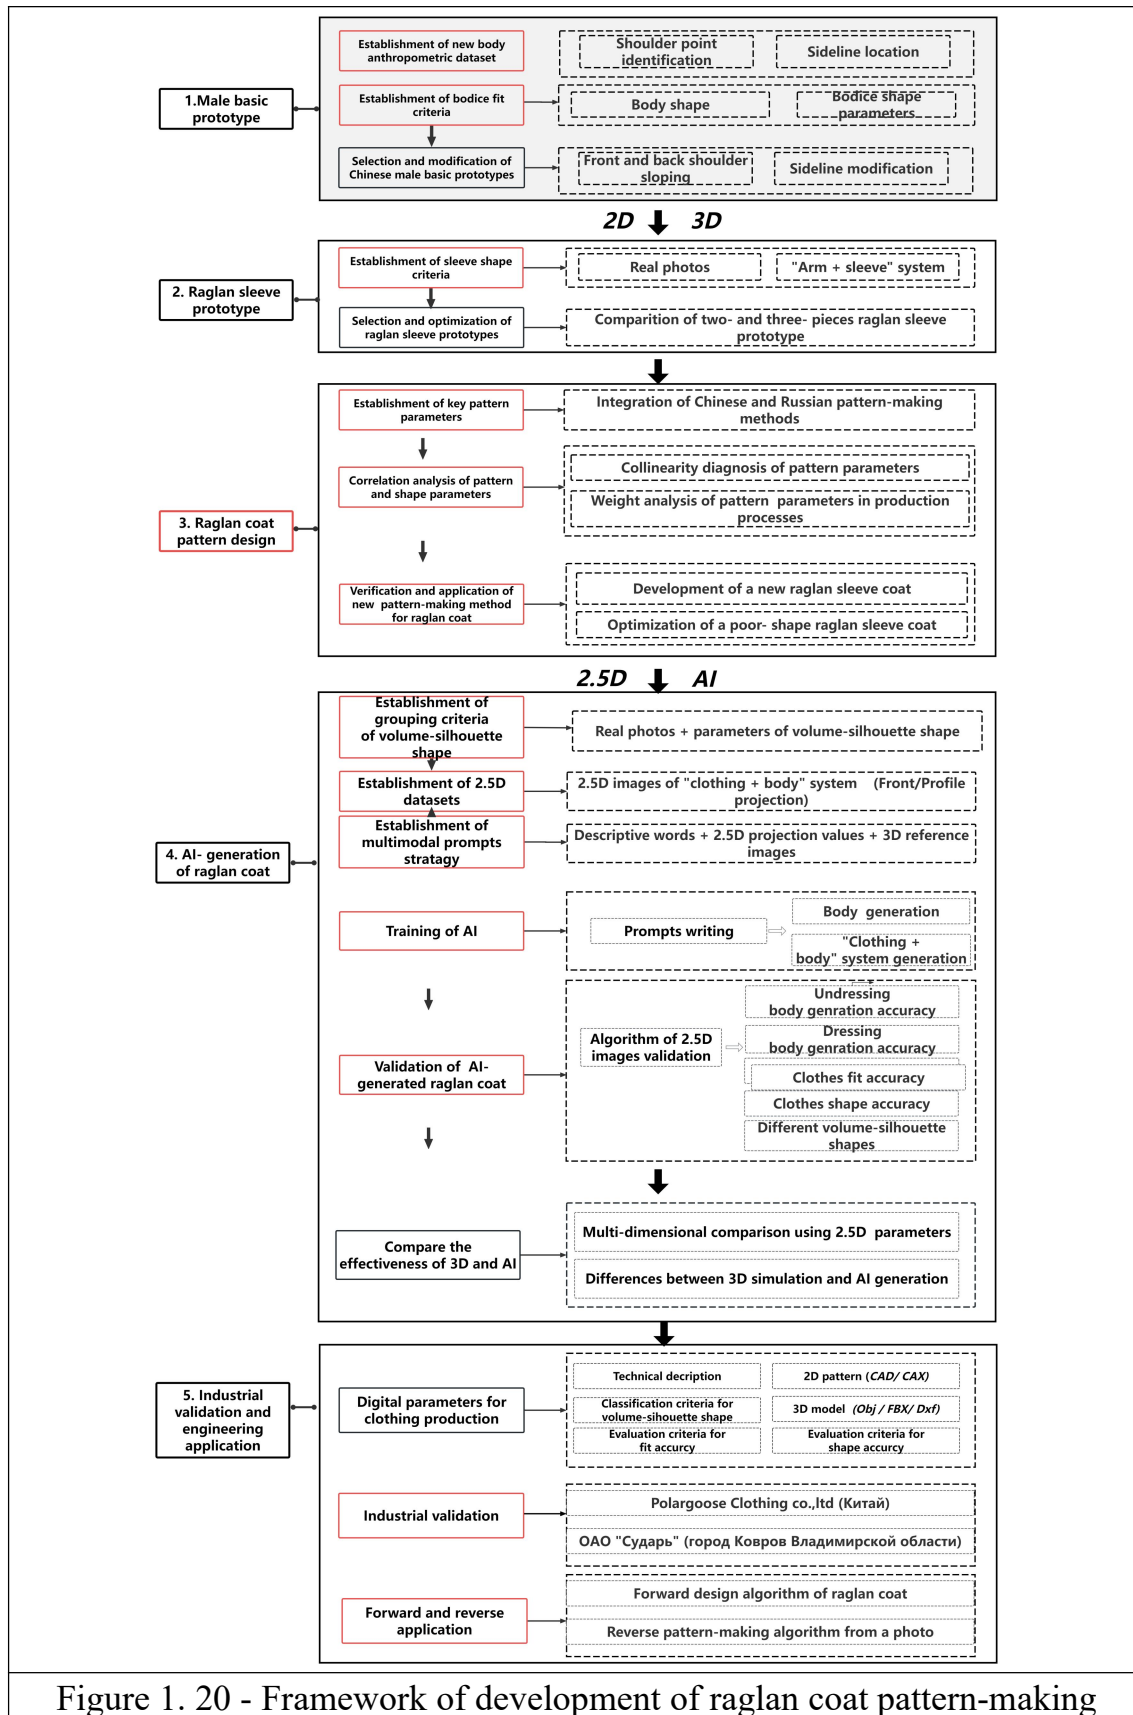 Establishment of new body
anthropometric dataset
Shoulder point
identification
Sideline location
1.Male basic
prototype
Establishment of bodice fit
criteria
Body shape
Bodice shape
parameters
Selection and modification of
Chinese male basic prototypes
Front and back shoulder
sloping
Sideline modification
2D 3D
2. Raglan sleeve
prototype
Establishment of sleeve shape
criteria
Real photos
"Arm + sleeve" system
Selection and optimization of
raglan sleeve prototypes
Comparition of two- and three- pieces raglan sleeve
prototype
3. Raglan coat
pattern design
Establishment of key pattern
parameters
Integration of Chinese and Russian pattern-making
methods
Correlation analysis of pattern
and shape parameters
Collinearity diagnosis of pattern parameters
Weight analysis of pattern parameters in production
processes
Verification and application of
new pattern-making method
for raglan coat
Development of a new raglan sleeve coat
Optimization of a poor- shape raglan sleeve coat
2.5D AI
4. AI- generation
of raglan coat
Establishment of
grouping criteria
of volume-silhouette
shape
Real photos + parameters of volume-silhouette shape
Establishment of 2.5D
datasets
2.5D images of "clothing + body" system (Front/Profile
projection)
Establishment of
multimodal prompts
stratagy
Descriptive words + 2.5D projection values + 3D reference
images
Training of AI
Prompts writing
Body generation
"Clothing +
body" system generation
Validation of AI-
generated raglan coat
Algorithm of 2.5D
images validation
Undressing
body genration accuracy
Dressing
body genration accuracy
Clothes fit accuracy
Clothes shape accuracy
Different volume-silhouette
shapes
Compare the
effectiveness of 3D and AI
Multi-dimensional comparison using 2.5D parameters
Differences between 3D simulation and AI generation
5. Industrial
validation and
engineering
application
Digital parameters for
clothing production
Technical decription
2D pattern (CAD/ CAX)
Classification criteria for
volume-sihouette shape
3D model (Obj / FBX/ Dxf)
Evaluation criteria for
fit accurcy
Evaluation criteria for
shape accurcy
Industrial validation
Polargoose Clothing co.,ltd (Китай)
ОАО "Сударь" (город Ковров Владимирской области)
Forward and reverse
application
Forward design algorithm of raglan coat
Reverse pattern-making algorithm from a photo
Figure 1. 20 - Framework of development of raglan coat pattern-making